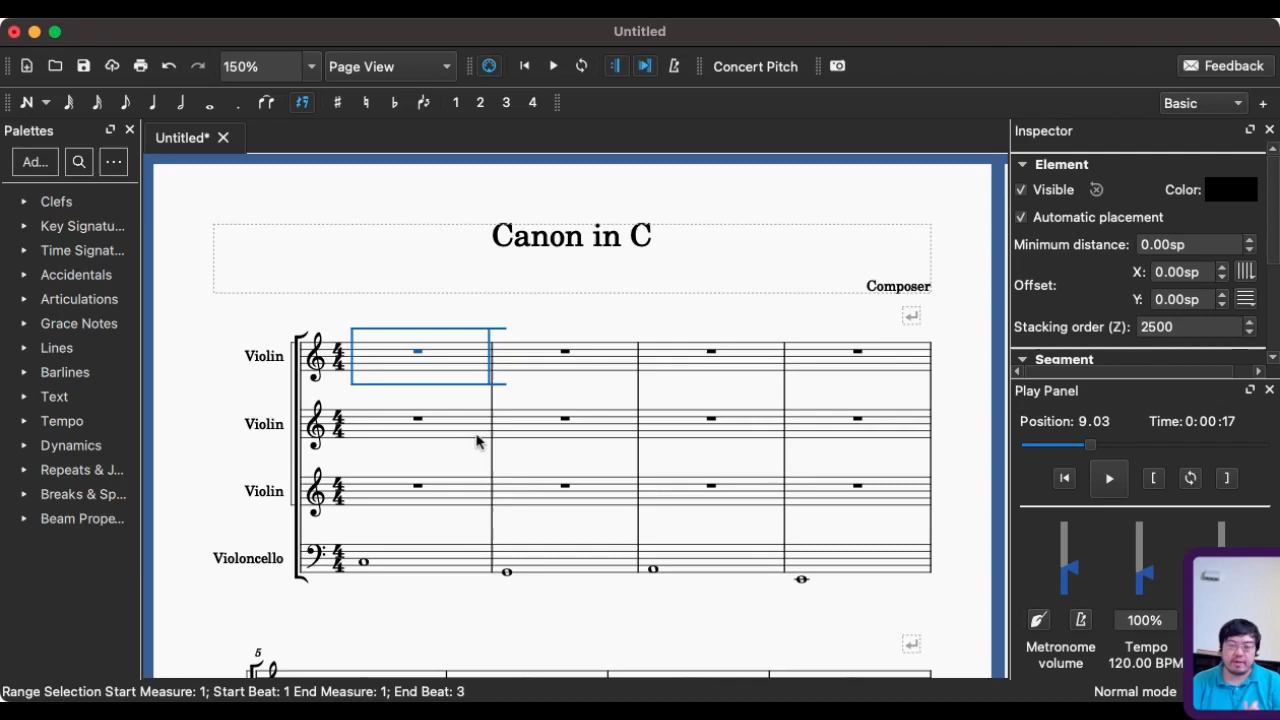 Untitled
150%
Page View
Concert Pitch
Feedback
1 2 3 4
Basic
+
Palettes
Untitled*
Inspector
Ad...
...
Clefs
Key Signatu...
Time Signat...
Accidentals
Articulations
Grace Notes
Lines
Barlines
Text
Tempo
Dynamics
Repeats & J...
Breaks & Sp...
Beam Prope...
Canon in C
Composer
Violin
Violin
Violin
Violoncello
5
Element
Visible
Color:
Automatic placement
Minimum distance: 0.00sp
Offset:
X: 0.00sp
Y: 0.00sp
Stacking order (Z): 2500
Segment
Play Panel
Position: 9.03 Time:0:00:17
100%
Metronome volume
Tempo
120.00 BPM
Range Selection Start Measure: 1; Start Beat: 1 End Measure: 1; End Beat: 3
Normal mode